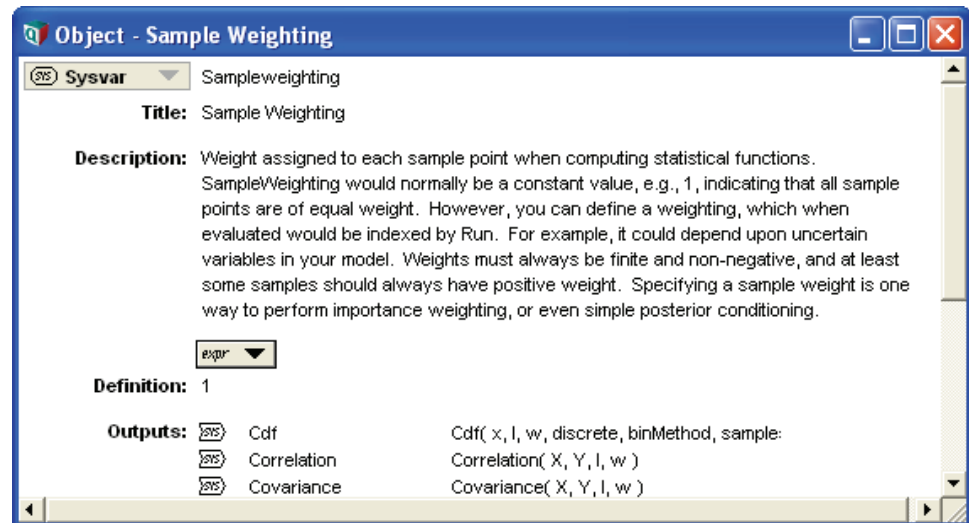 Object - Sample Weighting
sys Sysvar Sampleweighting
Title: Sample Weighting
Description: Weight assigned to each sample point when computing statistical functions.
SampleWeighting would normally be a constant value, e.g., 1, indicating that all sample
points are of equal weight. However, you can define a weighting, which when
evaluated would be indexed by Run. For example, it could depend upon uncertain
variables in your model. Weights must always be finite and non-negative, and at least
some samples should always have positive weight. Specifying a sample weight is one
way to perform importance weighting, or even simple posterior conditioning.
expr
Definition: 1
Outputs: sys Cdf Cdf( x, I, w, discrete, binMethod, sample:
sys Correlation Correlation( X, Y, I, w )
sys Covariance Covariance( X, Y, I, w )